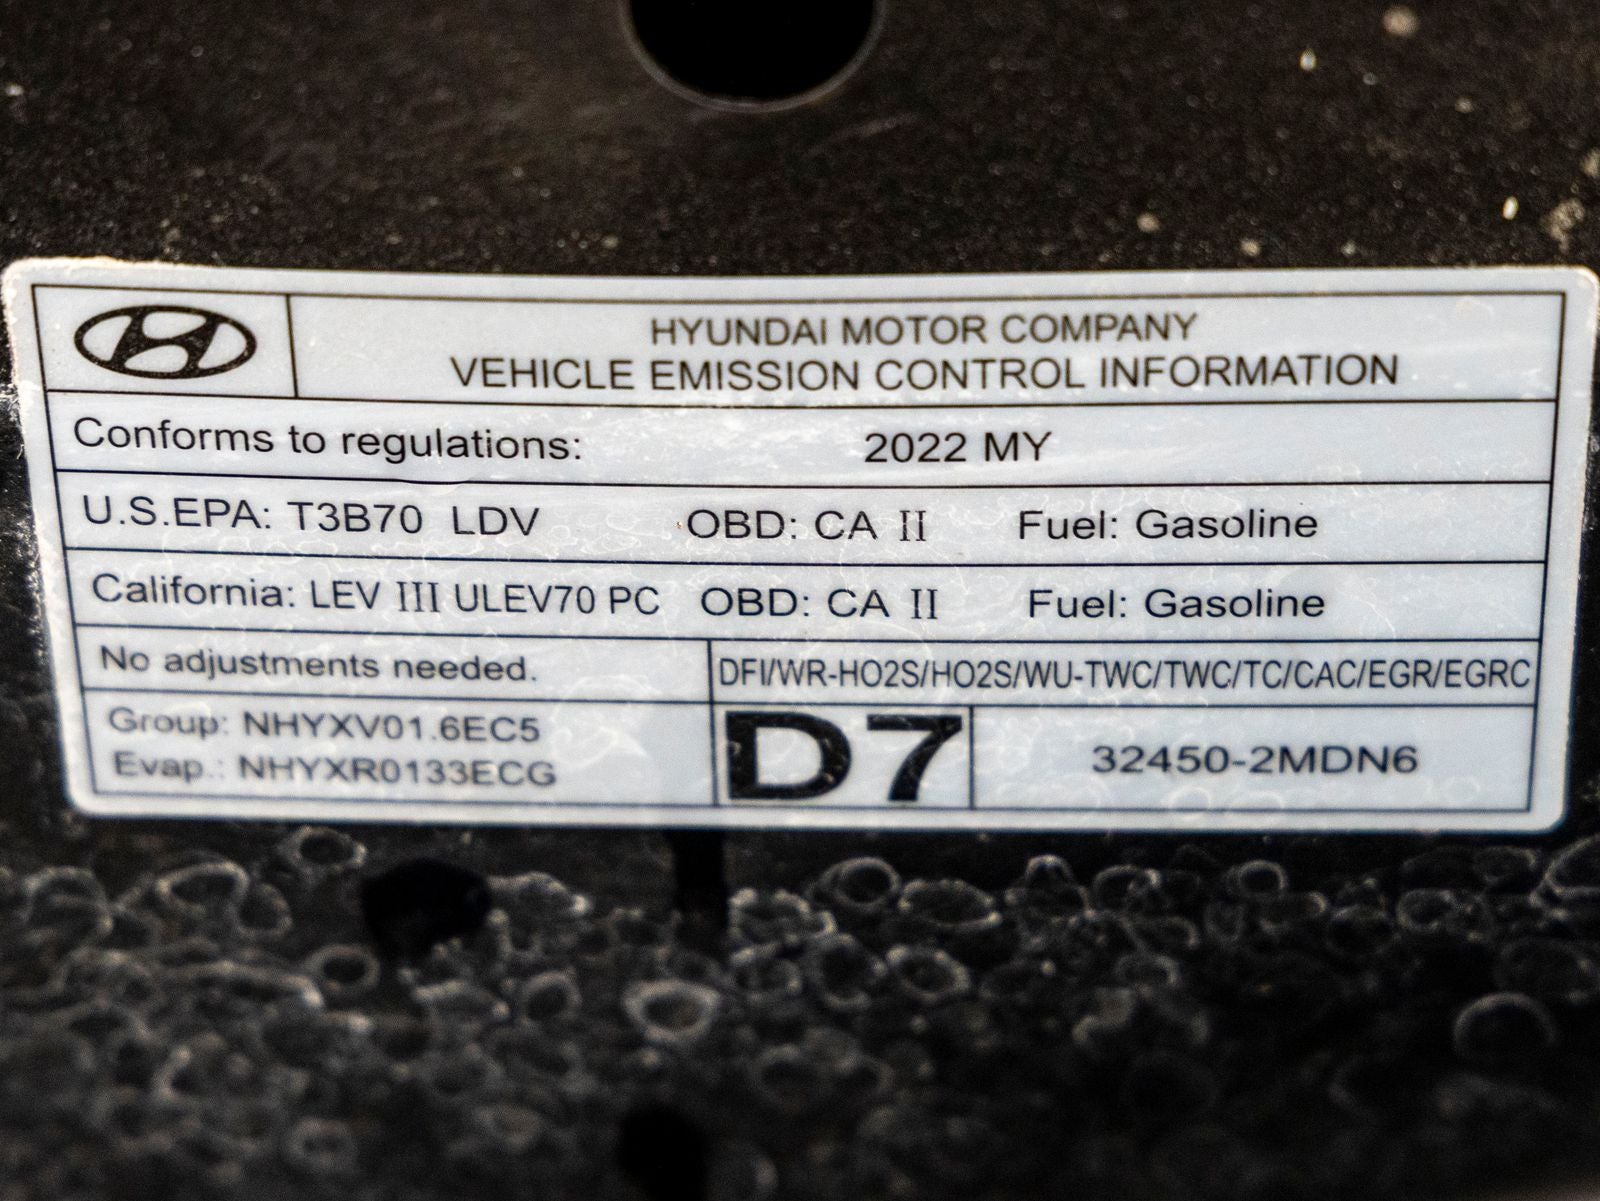 HYUNDAI MOTOR COMPANY
VEHICLE EMISSION CONTROL INFORMATION
Conforms to regulations: 2022 MY
U.S.EPA: T3B70 LDV OBD: CA II Fuel: Gasoline
California: LEV III ULEV70 PC OBD: CA II Fuel: Gasoline
No adjustments needed. DFI/WR-HO2S/HO2S/WU-TWC/TWC/TC/CAC/EGR/EGRC
Group: NHYXV01.6EC5
Evap.: NHYXR0133ECG
D7
32450-2MDN6